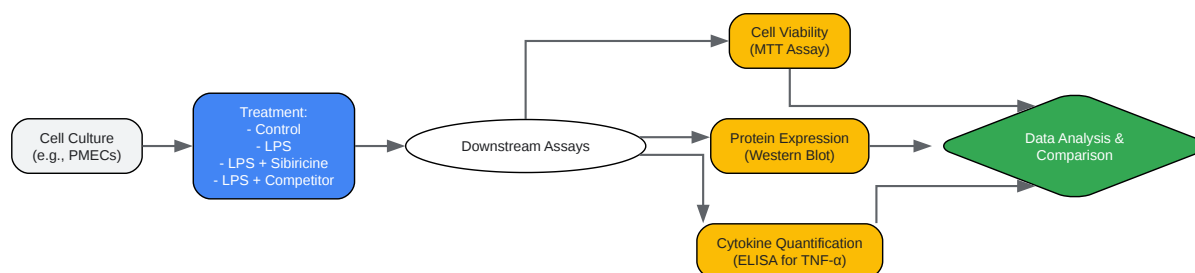 Cell Culture
(e.g., PMECs)
Treatment:
- Control
- LPS
- LPS + Sibiricine
- LPS + Competitor
Downstream Assays
Cell Viability
(MTT Assay)
Protein Expression
(Western Blot)
Cytokine Quantification
(ELISA for TNF-α)
Data Analysis &
Comparison